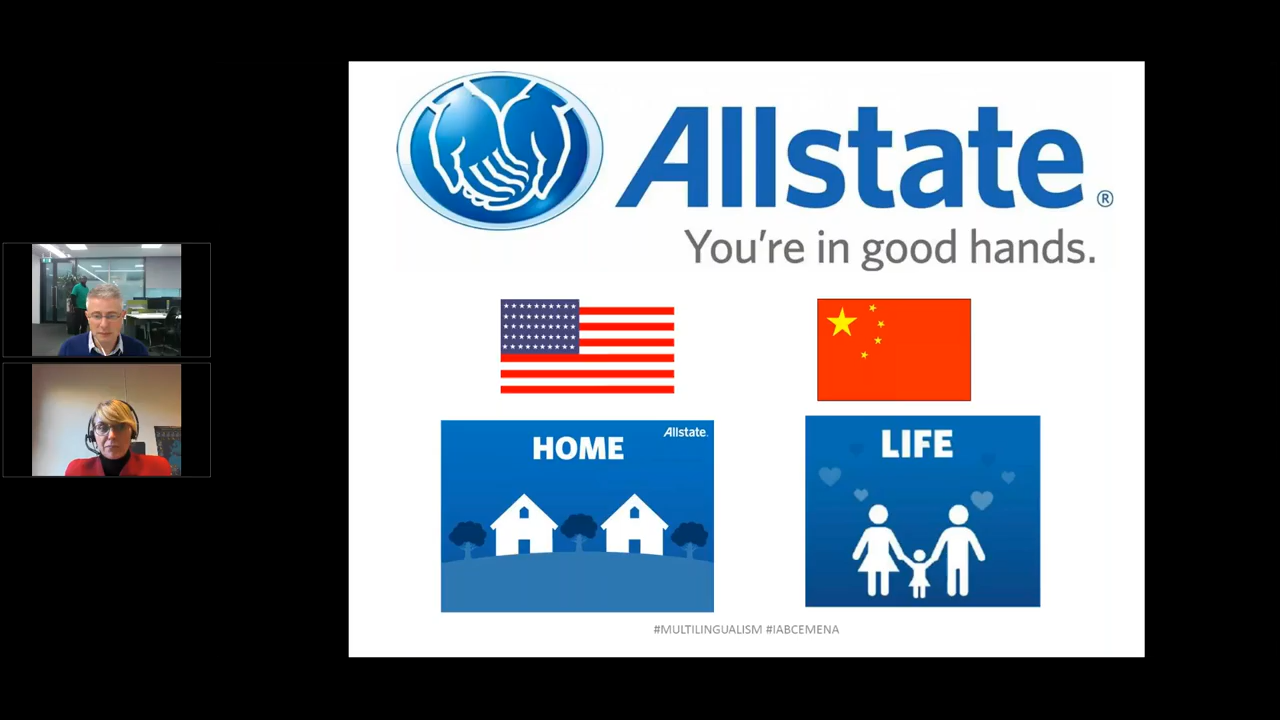 Allstate®
You're in good hands.
Allstate.
HOME
LIFE
#MULTILINGUALISM #IABCEMENA